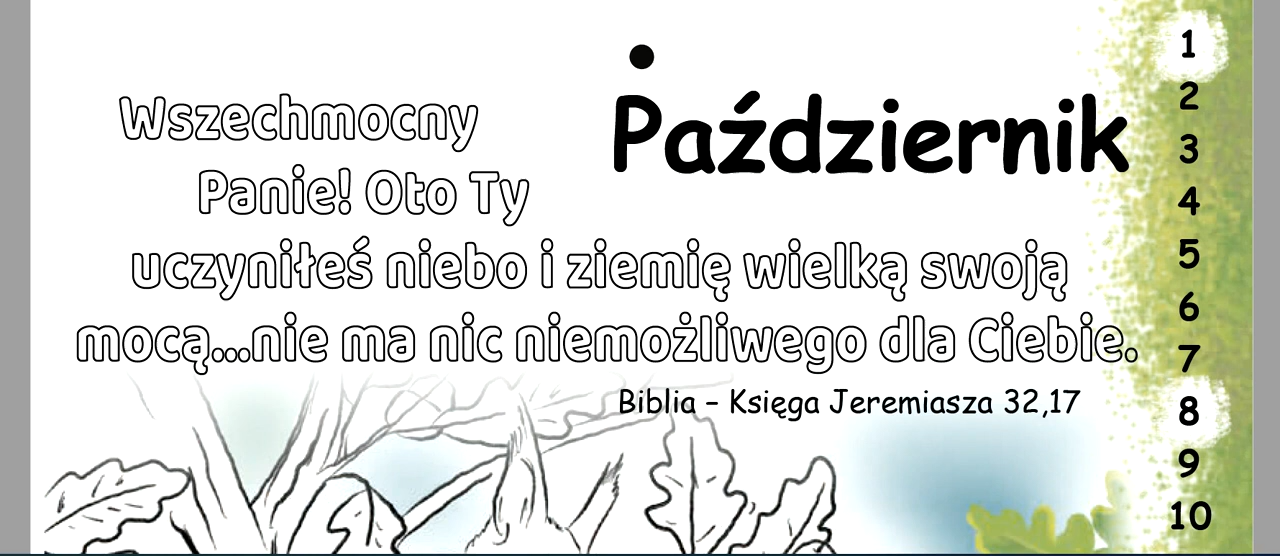 Październik
Wszechmocny
Panie! Oto Ty
uczyniłeś niebo i ziemię wielką swoją
mocą...nie ma nic niemożliwego dla Ciebie.
Biblia – Księga Jeremiasza 32,17
1
2
3
4
5
6
7
8
9
10